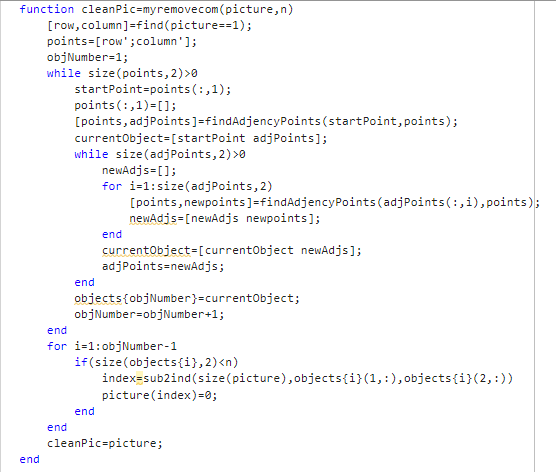 function cleanPic=myremovecom(picture,n)
    [row,column]=find(picture==1);
    points=[row';column'];
    objNumber=1;
    while size(points,2)>0
        startPoint=points(:,1);
        points(:,1)=[];
        [points,adjPoints]=findAdjencyPoints(startPoint,points);
        currentObject=[startPoint adjPoints];
        while size(adjPoints,2)>0
            newAdjs=[];
            for i=1:size(adjPoints,2)
                [points,newpoints]=findAdjencyPoints(adjPoints(:,i),points);
                newAdjs=[newAdjs newpoints];
            end
            currentObject=[currentObject newAdjs];
            adjPoints=newAdjs;
        end
        objects{objNumber}=currentObject;
        objNumber=objNumber+1;
    end
    for i=1:objNumber-1
        if(size(objects{i},2)<n)
            index=sub2ind(size(picture),objects{i}(1,:),objects{i}(2,:))
            picture(index)=0;
        end
    end
    cleanPic=picture;
end